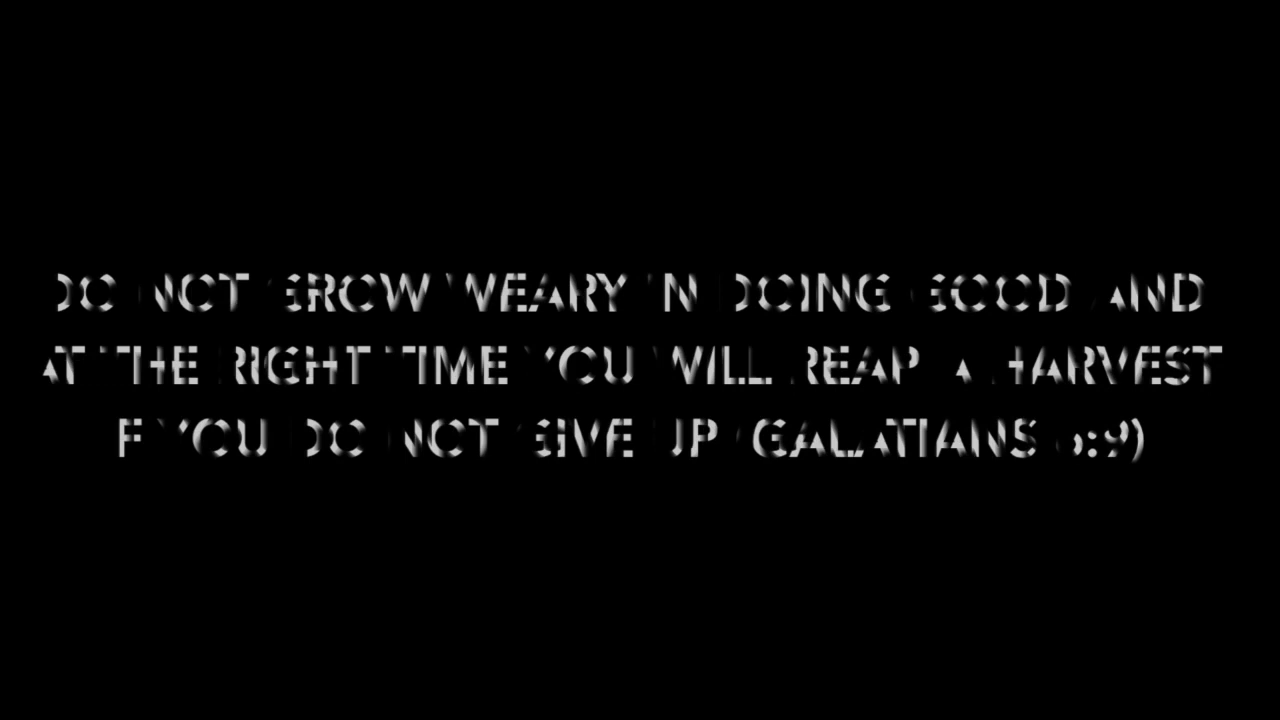 DO NOT GROW WEARY IN DOING GOOD AND
AT THE RIGHT TIME YOU WILL REAP A HARVEST
IF YOU DO NOT GIVE UP (GALATIANS 6:9)